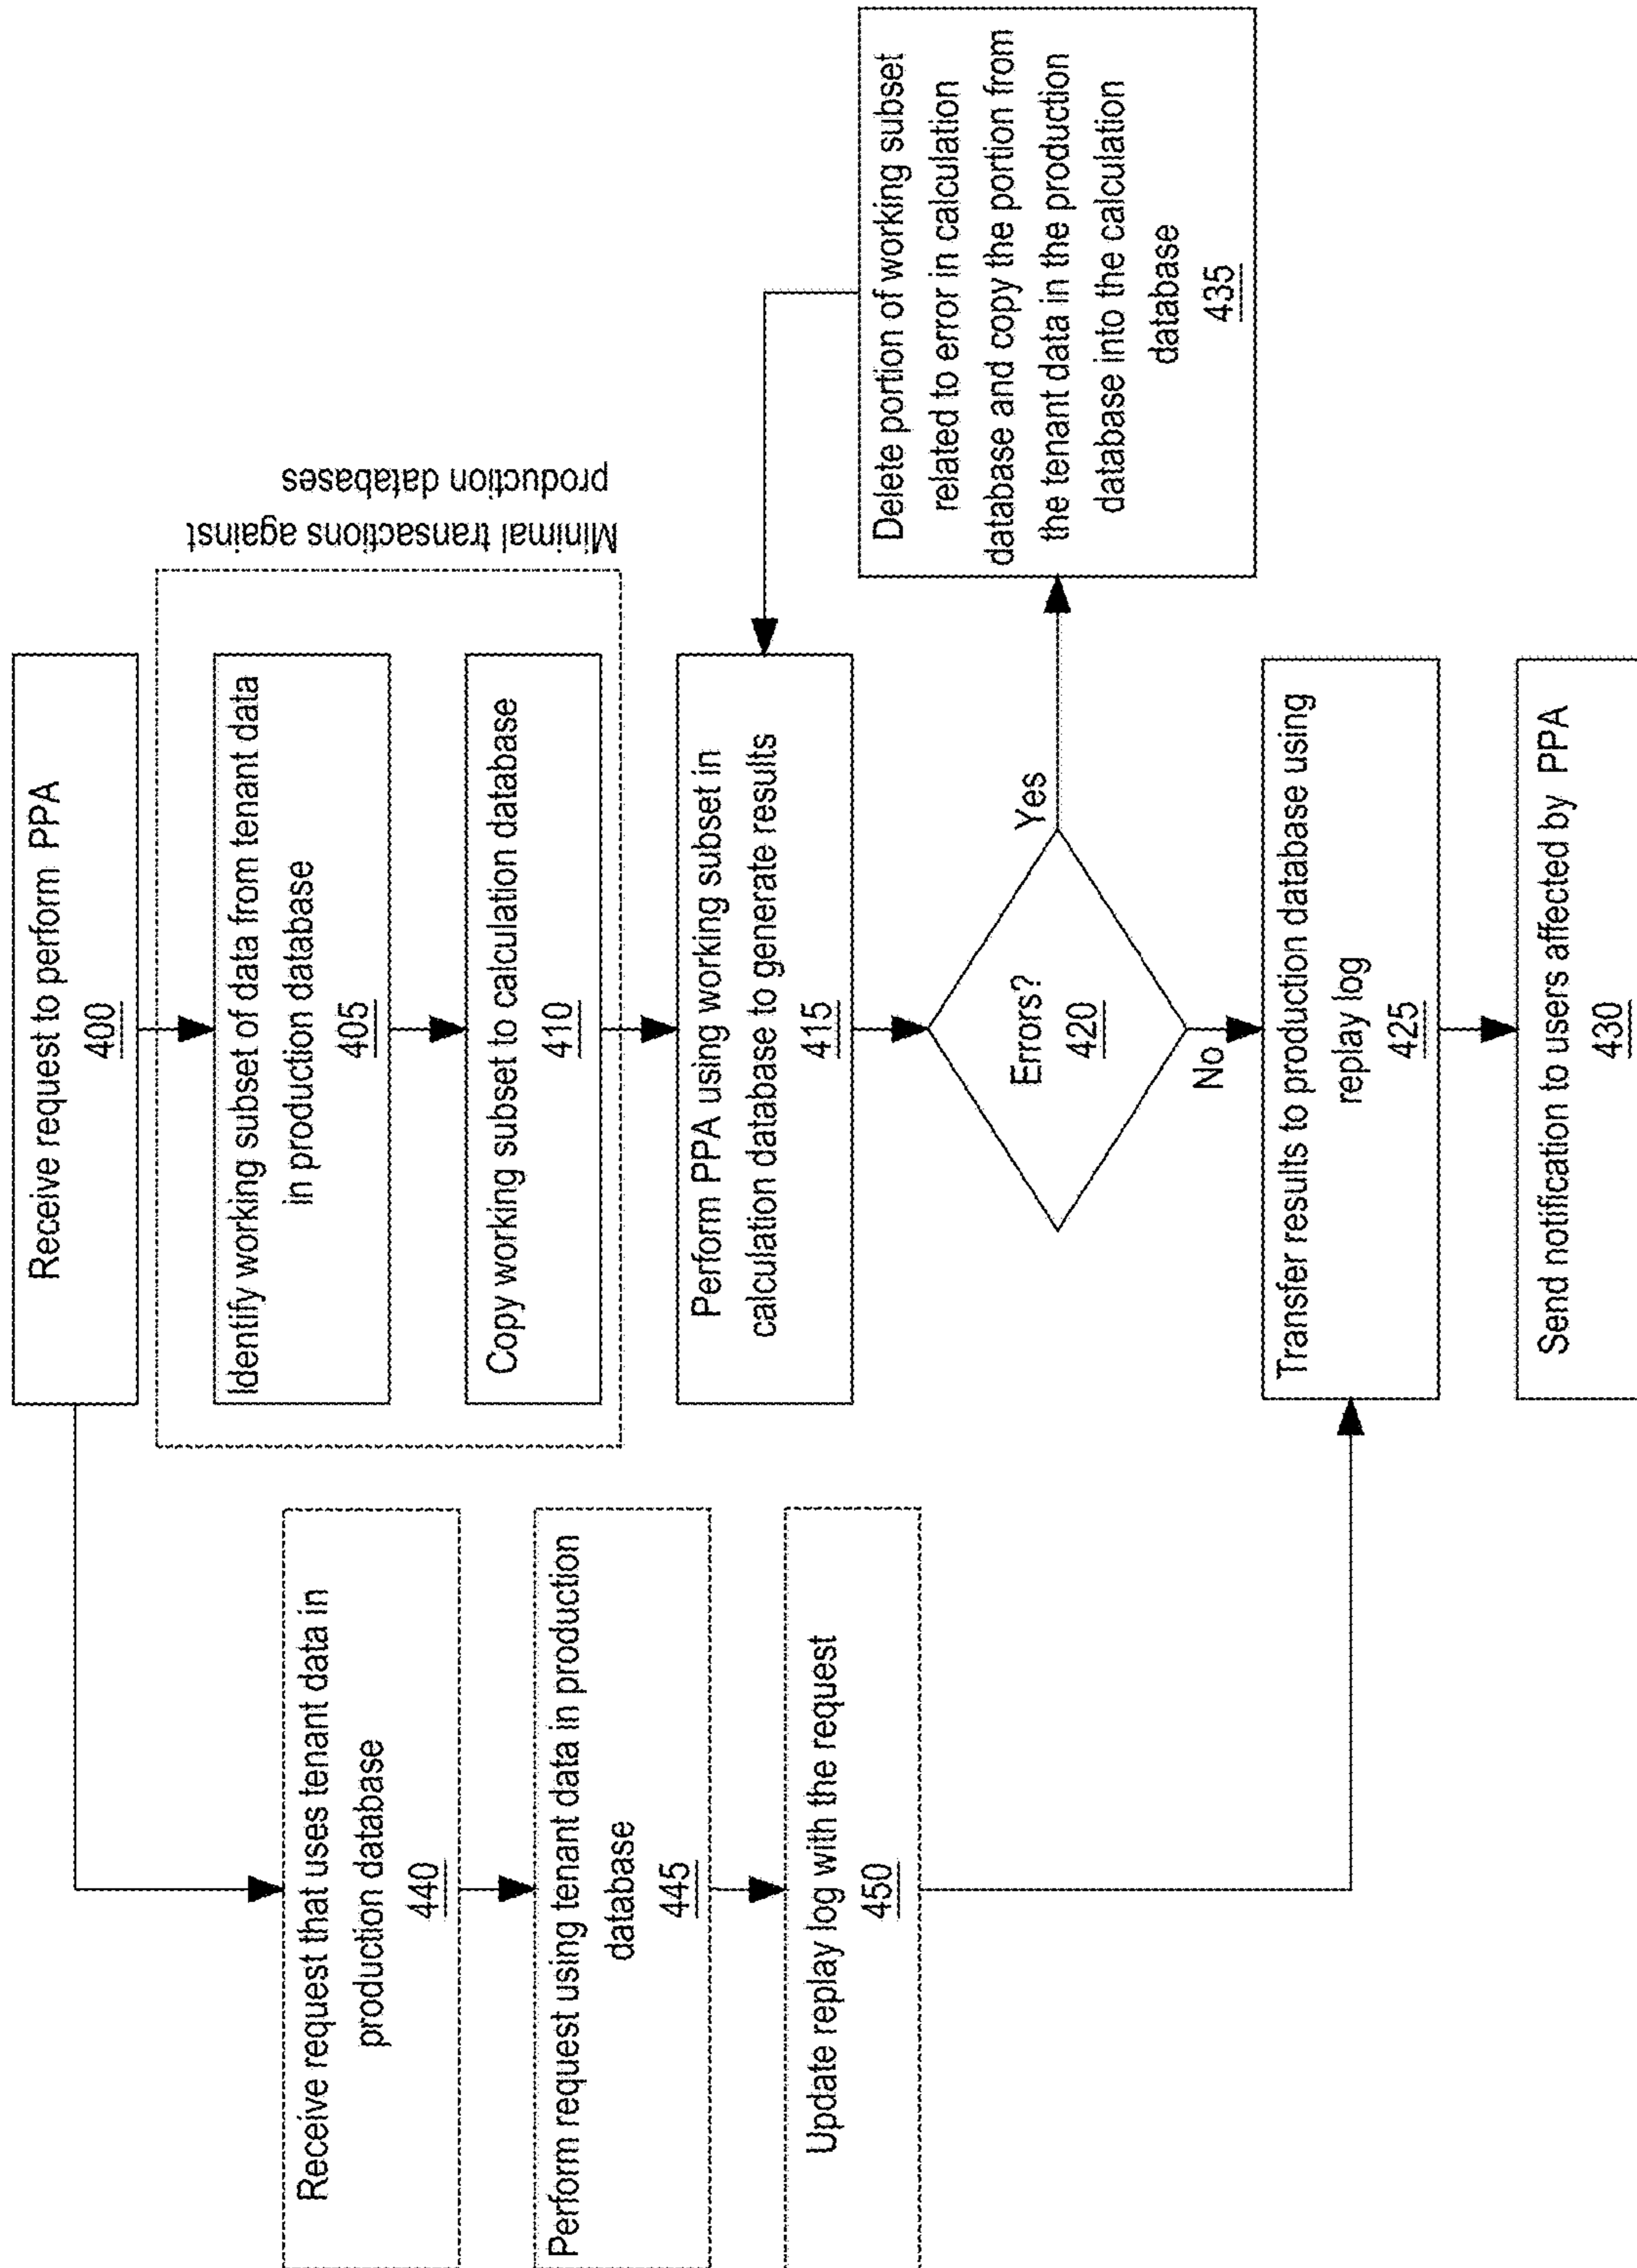 Receive request to perform PPA
400
Minimal transactions against
production databases
Identify working subset of data from tenant data
in production database
405
Copy working subset to calculation database
410
Perform PPA using working subset in
calculation database to generate results
415
Errors?
420
Yes
No
Delete portion of working subset
related to error in calculation
database and copy the portion from
the tenant data in the production
database into the calculation
database
435
Transfer results to production database using
replay log
425
Send notification to users affected by PPA
430
Receive request that uses tenant data in
production database
440
Perform request using tenant data in production
database
445
Update replay log with the request
450